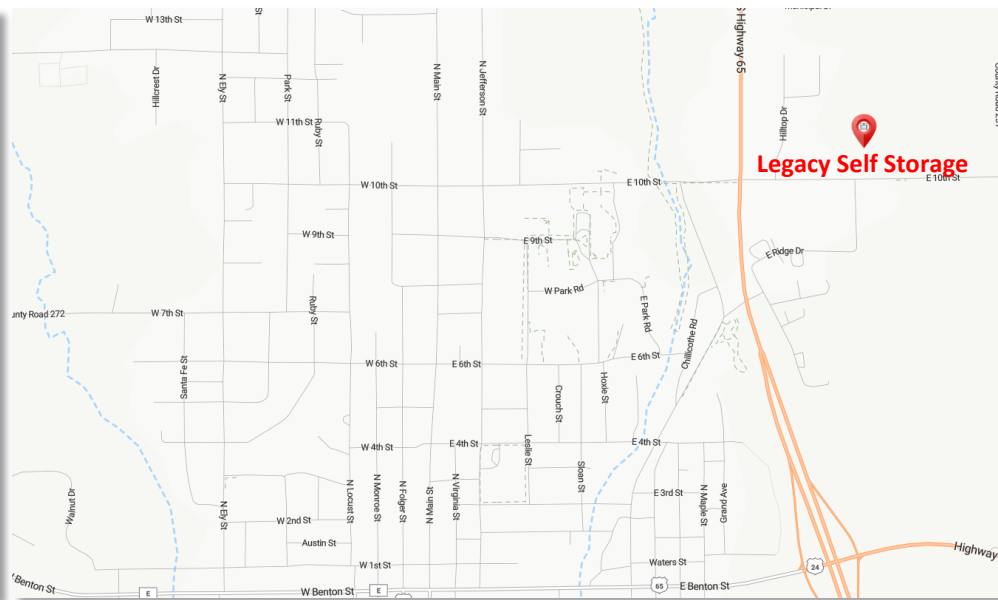 W 13th St
St
Hillcrest Dr
N Ely St
Park St
N Main St
N Jefferson St
S Highway 65
W 11th St
Ruby St
Hilltop Dr
Legacy Self Storage
W 10th St
E 10th St
E 10th St
W 9th St
E 9th St
E Ridge Dr
W Park Rd
E Park Rd
unty Road 272
W 7th St
Ruby St
Chillicothe Rd
Santa Fe St
W 6th St
E 6th St
E 6th St
Crouch St
Hoxie St
W 4th St
E 4th St
E 4th St
Leslie St
Sloan St
Walnut Dr
N Ely St
N Locust St
N Monroe St
N Folger St
N Main St
N Virginia St
E 3rd St
N Maple St
Grand Ave
W 2nd St
Austin St
W 1st St
Waters St
Highway
24
Benton St
E
W Benton St
E
65
E Benton St